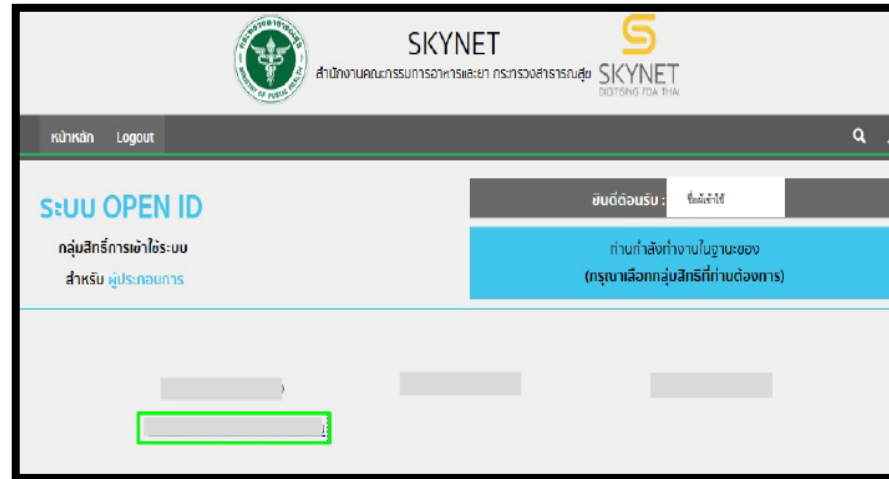 SKYNET
สำนักงานคณะกรรมการอาหารและยา กระทรวงสาธารณสุข
SKYNET
DIGITISING FDA THAI
MINISTRY OF PUBLIC HEALTH
หน้าหลัก Logout
ระบบ OPEN ID
ยินดีต้อนรับ : ชื่อผู้เข้าใช้
กลุ่มสิทธิ์การเข้าใช้ระบบ
สำหรับ ผู้ประกอบการ
ท่านกำลังทำงานในฐานะของ
(กรุณาเลือกกลุ่มสิทธิที่ท่านต้องการ)